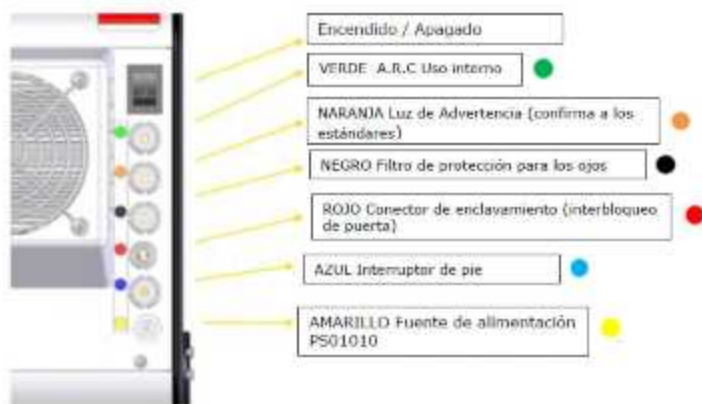 Encendido / Apagado
VERDE A.R.C Uso interno
NARANJA Luz de Advertencia (confirma a los
estándares)
NEGRO Filtro de protección para los ojos
ROJO Conector de enclavamiento (interbloqueo
de puerta)
AZUL Interruptor de pie
AMARILLO Fuente de alimentación
PS01010